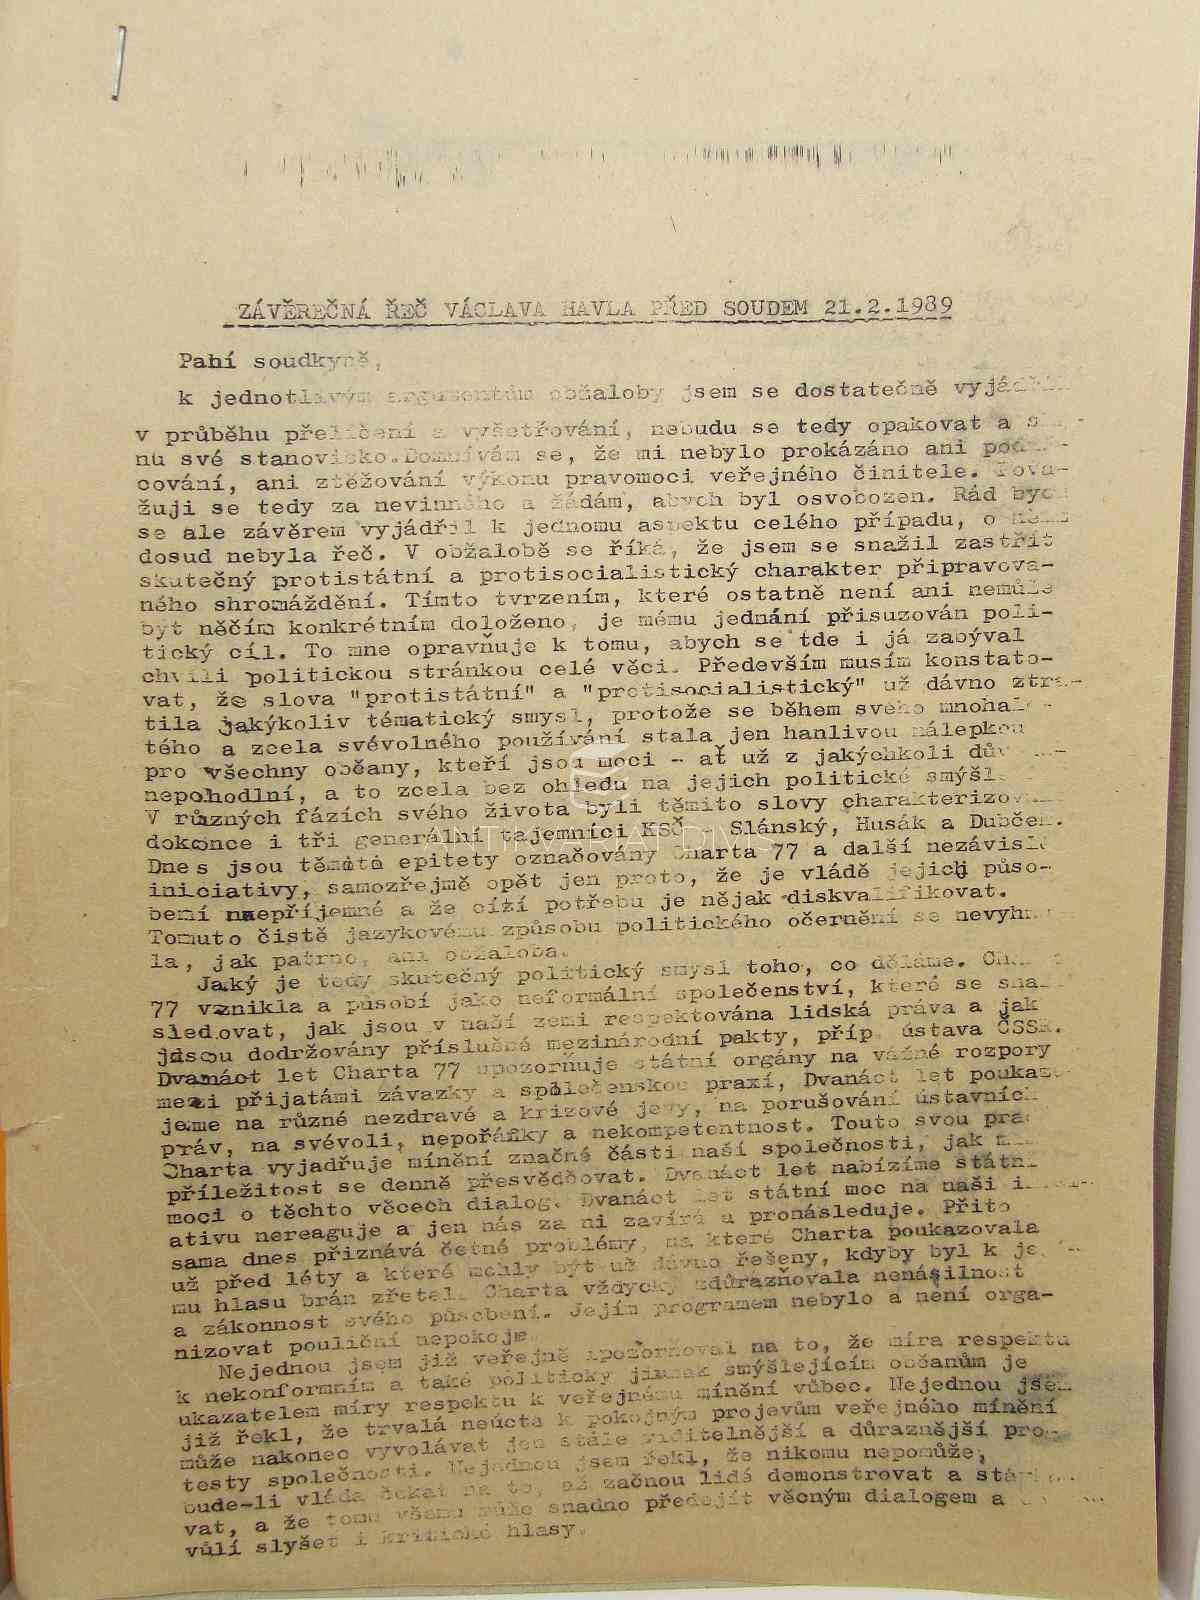 ZÁVĚREČNÁ ŘEČ VÁCLAVA HAVLA PŘED SOUDEM 21.2.1989
Pahí soudkyně,
k jednotlivým argumentům obžaloby jsem se dostatečně
v průběhu přelíčení a vyšetřování, nebudu se tedy opakovat a
nu své stanovisko. Domnívám se, že mi nebylo prokázáno ani
cování, ani ztěžování výkonu pravomoci veřejného činitele. Pova-
žuji se tedy za nevinného a žádám, abych byl osvobozen. Rád bych
se ale závěrem vyjádřil k jednomu aspektu celého případu, o němž
dosud nebyla řeč. V obžalobě se říká, že jsem se snažil zastřít
skutečný protistátní a protisocialistický charakter připravova-
ného shromáždění. Tímto tvrzením, které ostatně není ani nemůže
být něčím konkrétním doloženo, je mému jednání přisuzován poli-
tický cíl. To mne opravňuje k tomu, abych se tde i já zabýval
chvíli politickou stránkou celé věci. Především musím konstato-
vat, že slova "protistátní" a "protisocialistický" už dávno ztra-
tila jakýkoliv tématický smysl, protože se během svého
tého a zcela svévolného používání stala jen hanlivou nálepkou
pro všechny občany, kteří jsou moci - ať už z jakýchkoli
nepohodlní, a to zcela bez ohledu na jejich politické
V různých fázích svého života byli těmito slovy
dokonce i tři generální tajemníci KSČ - Slánský, Husák a Dubček.
Dnes jsou těmito epitety označovány Charta 77 a další nezávislé
iniciativy, samozřejmě opět jen proto, že je vládě jejich půso-
bení nnepříjemné a že cíží potřebu je nějak diskvalifikovat.
Tomuto čistě jazykovému způsobu politického očernění se
la, jak patrno, ani obžaloba.
Jaký je tedy skutečný politický smysl toho, co děláme.
77 vznikla a působí jako neformální společenství, které se
sledovat, jak jsou v naší zemi respektována lidská práva a jak
jdsou dodržovány příslušné mezinárodní pakty, příp. ústava ČSSR.
Dvanáct let Charta 77 upozorňuje státní orgány na vážné rozpory
mezi přijatámi závazky a společenskou praxí, Dvanáct let
jeme na různé nezdravé a krizové jevy, na porušování ústavních
práv, na svévoli, nepořádky a nekompetentnost. Touto svou
Charta vyjadřuje mínění značné části naší společnosti, jak
příležitost se denně přesvědčovat. Dvanáct let nabízíme státní
moci o těchto věcech dialog. Dvanáct let státní moc na naši
ativu nereaguje a jen nás za ni zavírá a pronásleduje. Přito
sama dnes přiznává četné problémy, na které Charta poukazovala
už před léty a které mohly být už dávno řešeny, kdyby byl k
mu hlasu brán zřetel. Charta vždycky zdůrazňovala nenásilnost
a zákonnost svého působení. Jejím programem nebylo a není orga-
nizovat pouliční nepokoje.
Nejednou jsem již veřejně upozorňoval na to, že míra respektu
k nekonformním a také politicky jinak smýšlejícím občanům je
ukazatelem míry respektu k veřejnému mínění vůbec. Nejednou jsem
již řekl, že trvalá neúcta k pokojným projevům veřejného mínění
může nakonec vyvolávat jen stále viditelnější a důraznější pro-
testy společnosti. Nejednou jsem řekl, že nikomu nepomůže,
bude-li vláda čekat na to, až začnou lidá demonstrovat a
vat, a že tomu všemu může snadno předejít věcným dialogem a
vůlí slyšet i kritické hlasy.
ANTIKVARIÁT DIVIŠ